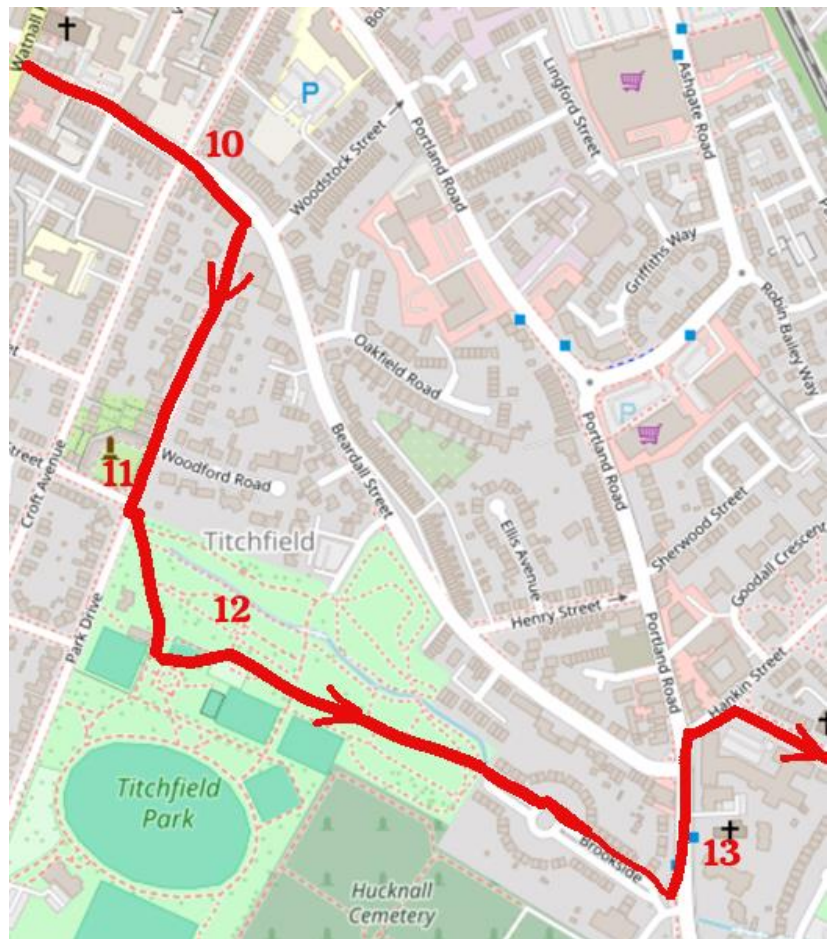 Watnall
10
P
Woodstock Street
Portland Road
Lingford Street
Ashgate Road
Griffiths Way
Robin Bailey Way
Oakfield Road
Beardall Street
Portland Road
P
11
Woodford Road
Croft Avenue
Street
Titchfield
Ellis Avenue
Sherwood Street
Goodall Crescent
Henry Street
12
Park Drive
Portland Road
Hankin Street
Titchfield
Park
13
Brookside
Hucknall
Cemetery